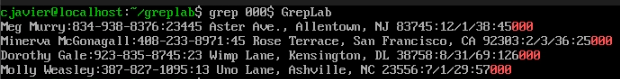 cjavier@localhost:~/greplab$ grep 000$ GrepLab
Meg Murry:834-938-8376:23445 Aster Ave., Allentown, NJ 83745:12/1/38:45000
Minerva McGonagall:408-233-8971:45 Rose Terrace, San Francisco, CA 92303:2/3/36:25000
Dorothy Gale:923-835-8745:23 Wimp Lane, Kensington, DL 38758:8/31/69:126000
Molly Weasley:387-827-1095:13 Uno Lane, Ashville, NC 23556:7/1/29:57000